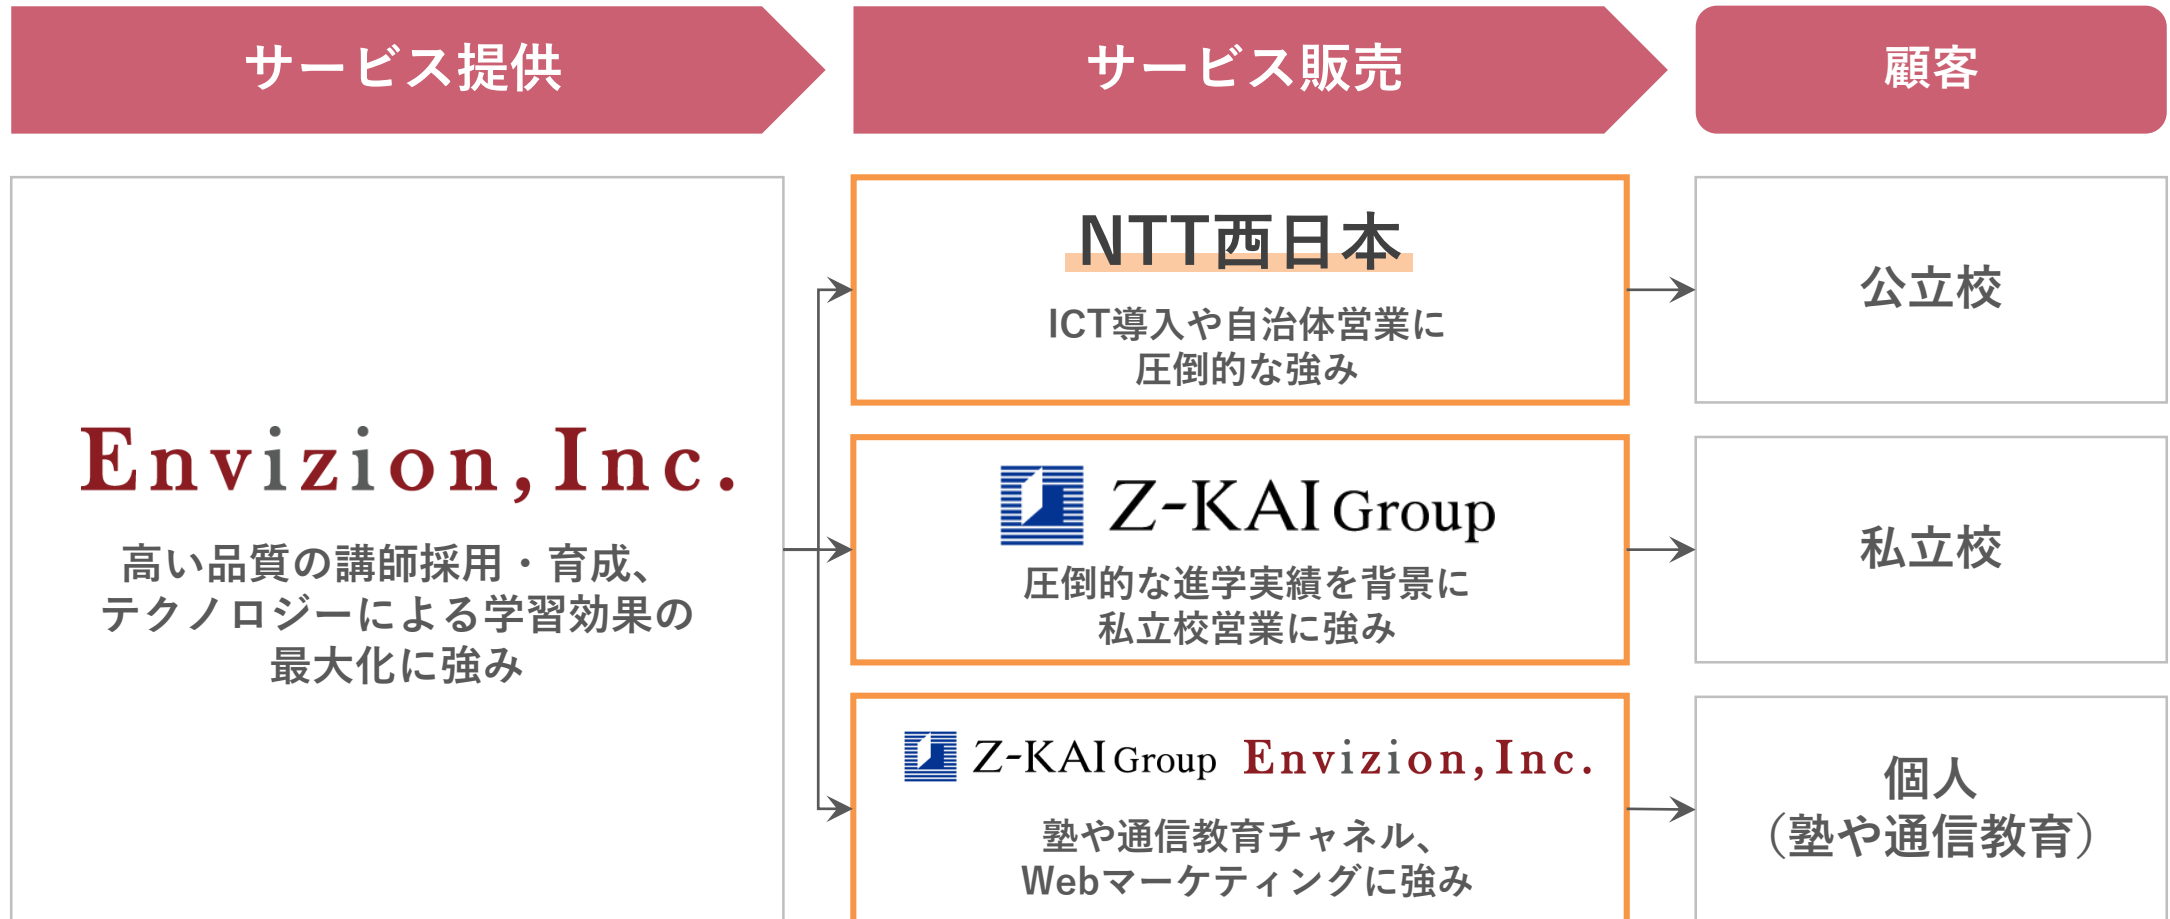 サービス提供
サービス販売
顧客
Envizion,Inc.
高い品質の講師採用・育成、
テクノロジーによる学習効果の
最大化に強み
NTT西日本
ICT導入や自治体営業に
圧倒的な強み
公立校
Z-KAI Group
圧倒的な進学実績を背景に
私立校営業に強み
私立校
Z-KAI Group Envizion,Inc.
塾や通信教育チャネル、
Webマーケティングに強み
個人
（塾や通信教育）